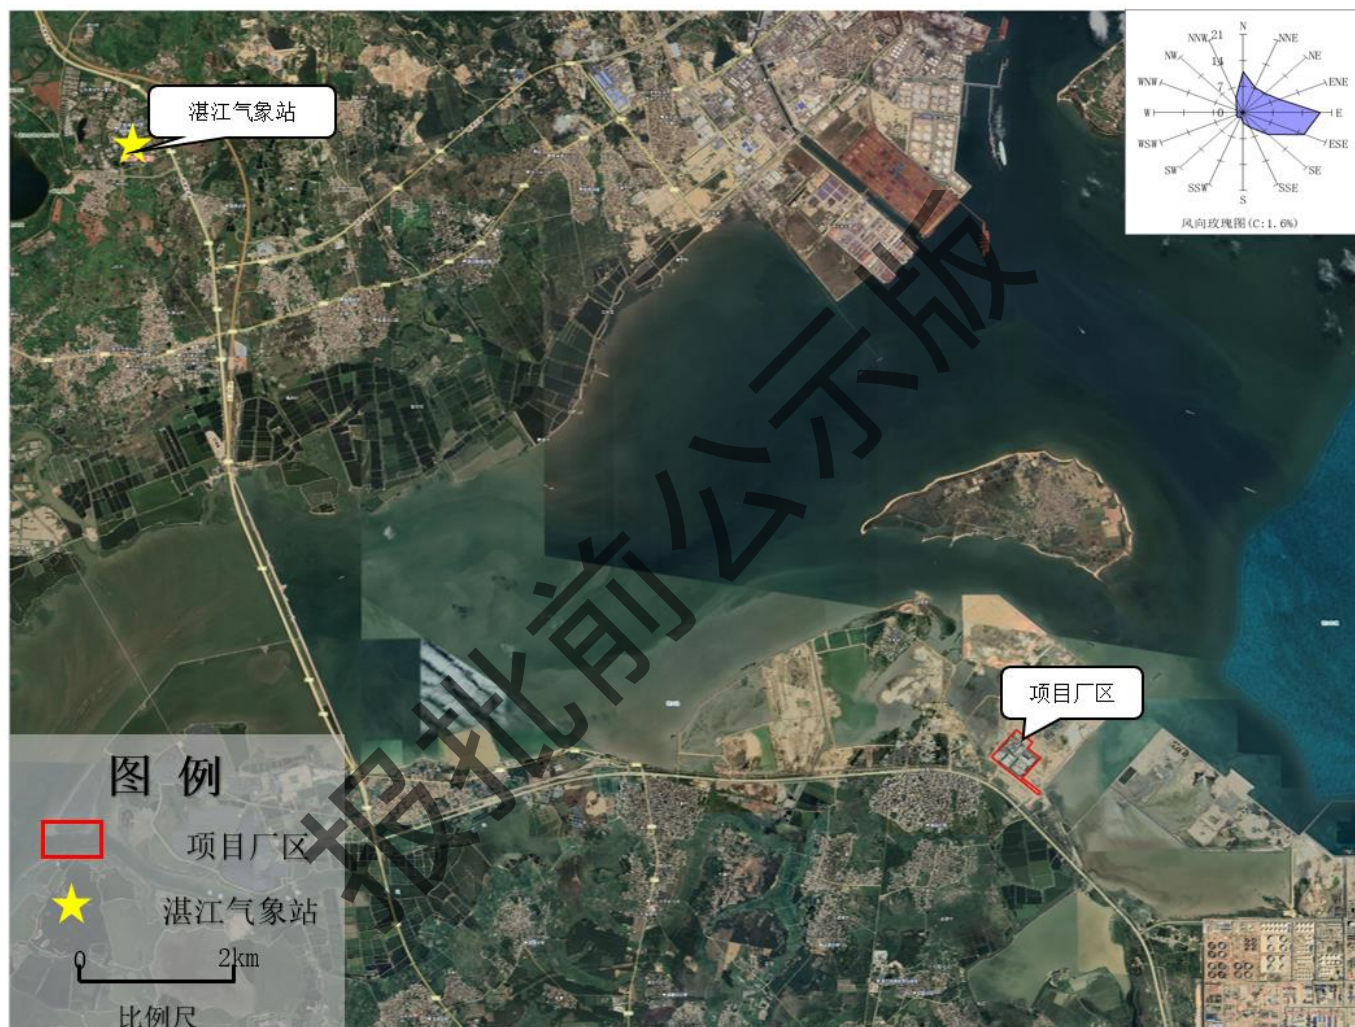 湛江气象站
N
NNE
NE
ENE
E
ESE
SE
SSE
S
SSW
SW
WSW
W
WNW
NW
NNW
21
14
7
0
风向玫瑰图(C:1.6%)
报批前公示版
项目厂区
图 例
项目厂区
湛江气象站
0 2km
比例尺